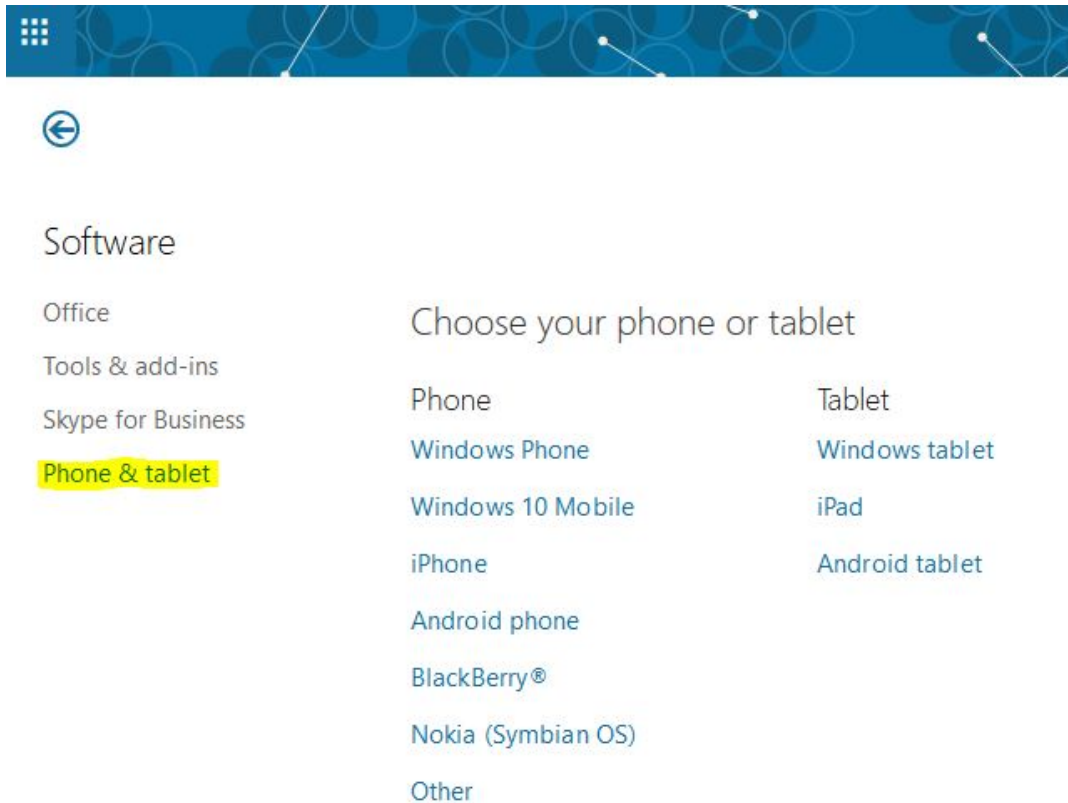 Software
Office
Tools & add-ins
Skype for Business
Phone & tablet
Choose your phone or tablet
Phone
Windows Phone
Windows 10 Mobile
iPhone
Android phone
BlackBerry®
Nokia (Symbian OS)
Other
Tablet
Windows tablet
iPad
Android tablet